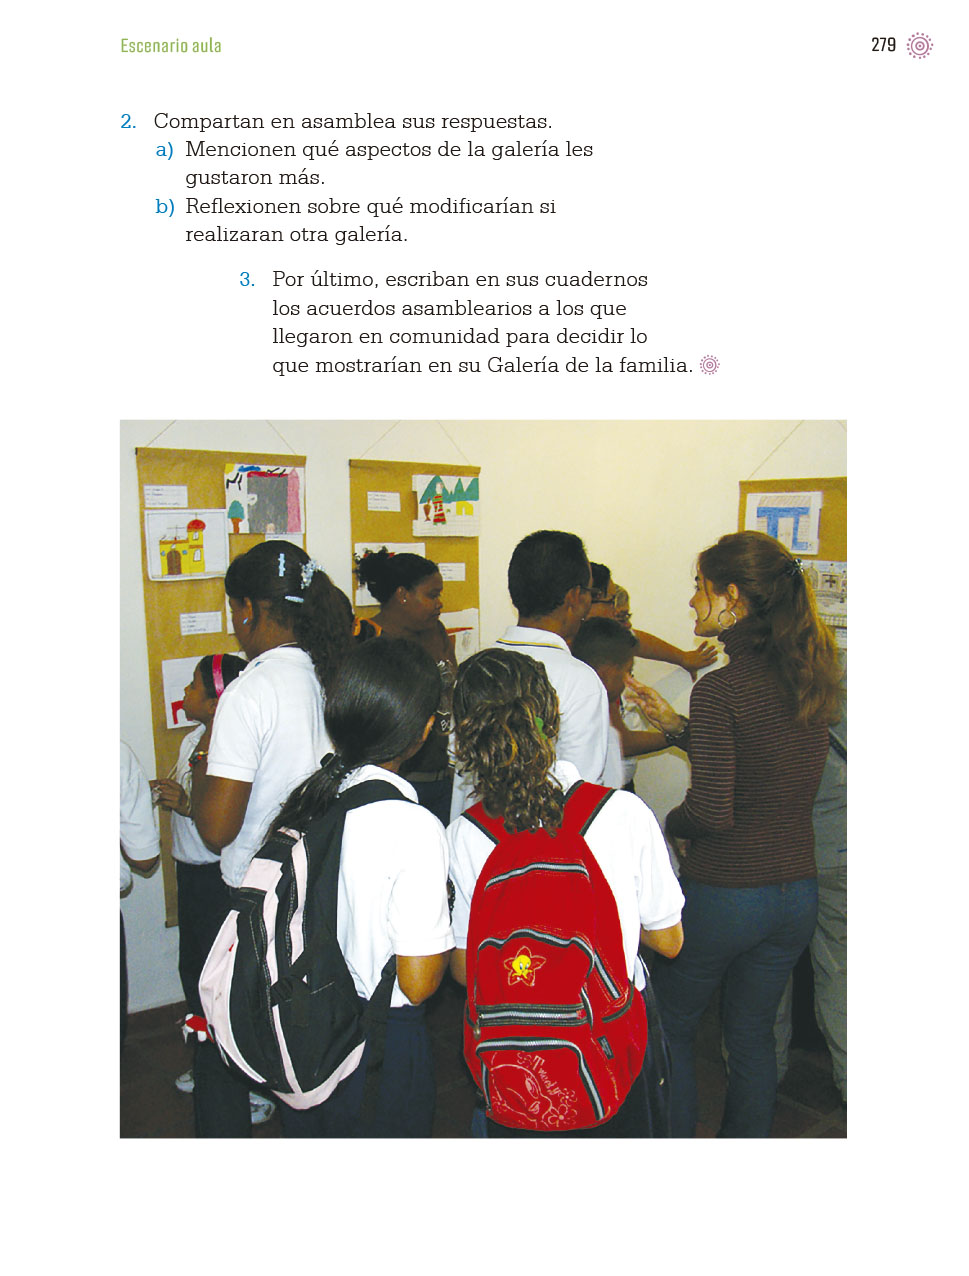 Escenario aula
279
2. Compartan en asamblea sus respuestas.
a) Mencionen qué aspectos de la galería les
gustaron más.
b) Reflexionen sobre qué modificarían si
realizaran otra galería.
3. Por último, escriban en sus cuadernos
los acuerdos asamblearios a los que
llegaron en comunidad para decidir lo
que mostrarían en su Galería de la familia.
Tweety